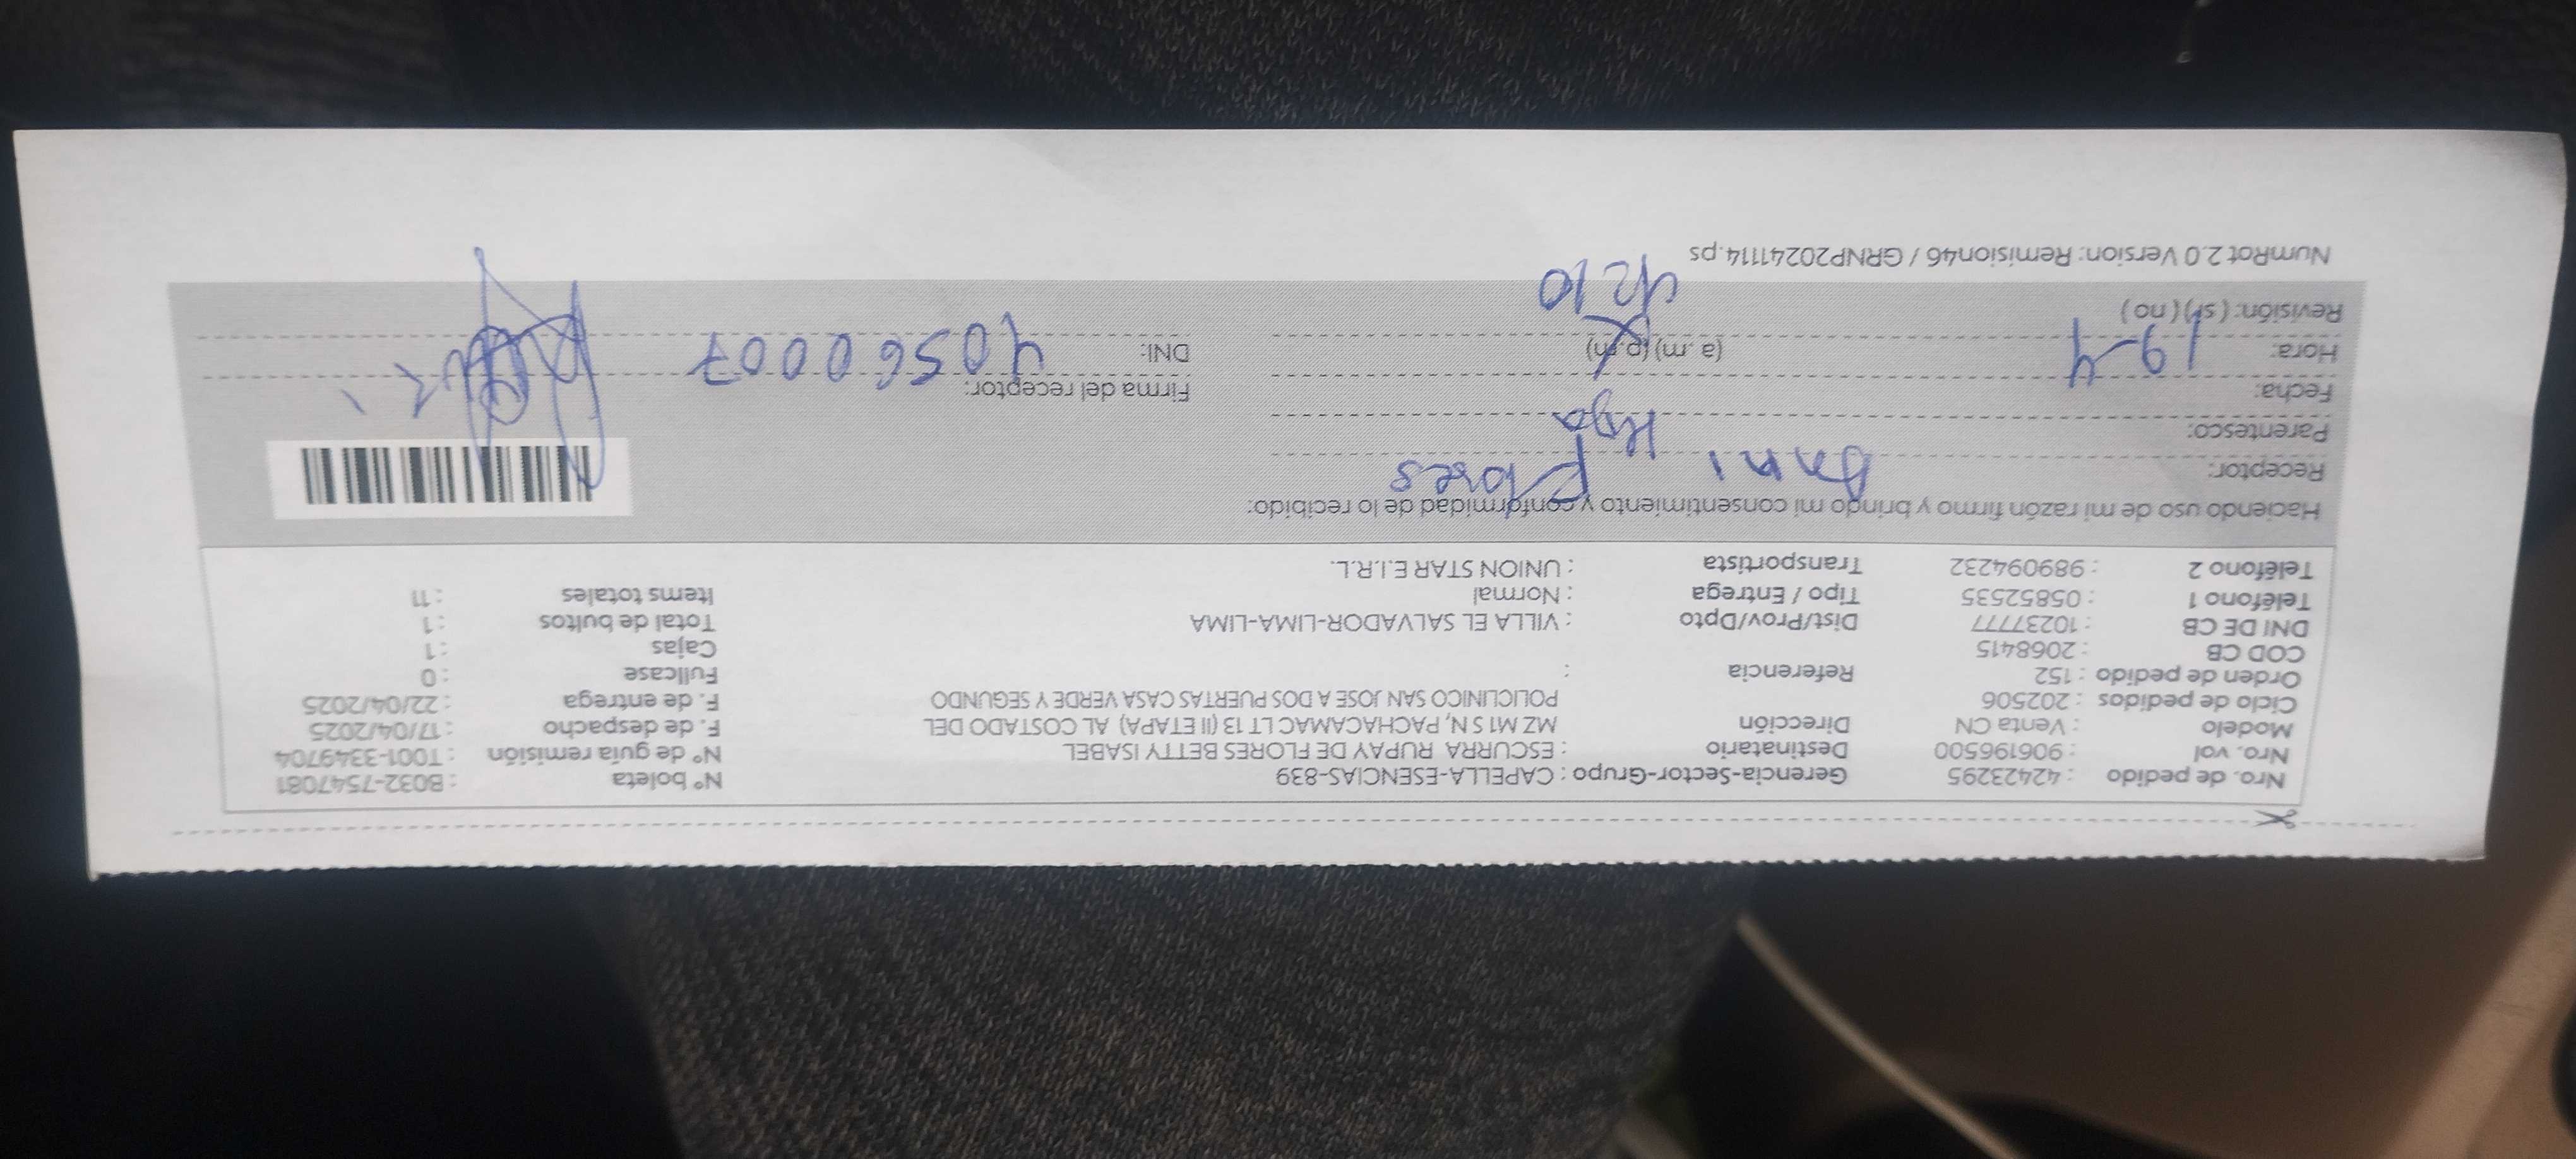 Nro. de pedido : 42423295 Gerencia-Sector-Grupo : CAPELLA-ESENCIAS-839 N° boleta : B032-7547081
Nro. vol : 906196500 Destinatario : ESCURRA RUPAY DE FLORES BETTY ISABEL N° de guía remisión : T001-3349704
Modelo : Venta CN Dirección MZ M1 S N, PACHACAMAC LT 13 (II ETAPA) AL COSTADO DEL F. de despacho : 17/04/2025
Ciclo de pedidos : 202506 POLICLINICO SAN JOSE A DOS PUERTAS CASA VERDE Y SEGUNDO F. de entrega : 22/04/2025
Orden de pedido : 152 Referencia : Fullcase : 0
COD CB : 2068415 Cajas : 1
DNI DE CB : 10237777 Dist/Prov/Dpto : VILLA EL SALVADOR-LIMA-LIMA Total de bultos : 1
Teléfono 1 : 05852535 Tipo / Entrega : Normal Items totales : 11
Teléfono 2 : 989094232 Transportista : UNION STAR E.I.R.L.
Haciendo uso de mi razón firmo y brindo mi consentimiento y conformidad de lo recibido:
Receptor: Flores
Parentesco: Hija
Fecha: 19-4 Firma del receptor:
Hora: (a.m) (p.m) DNI: 40560007
Revisión: (si) (no)
NumRot 2.0 Version: Remision46 / GRNP20241114.ps